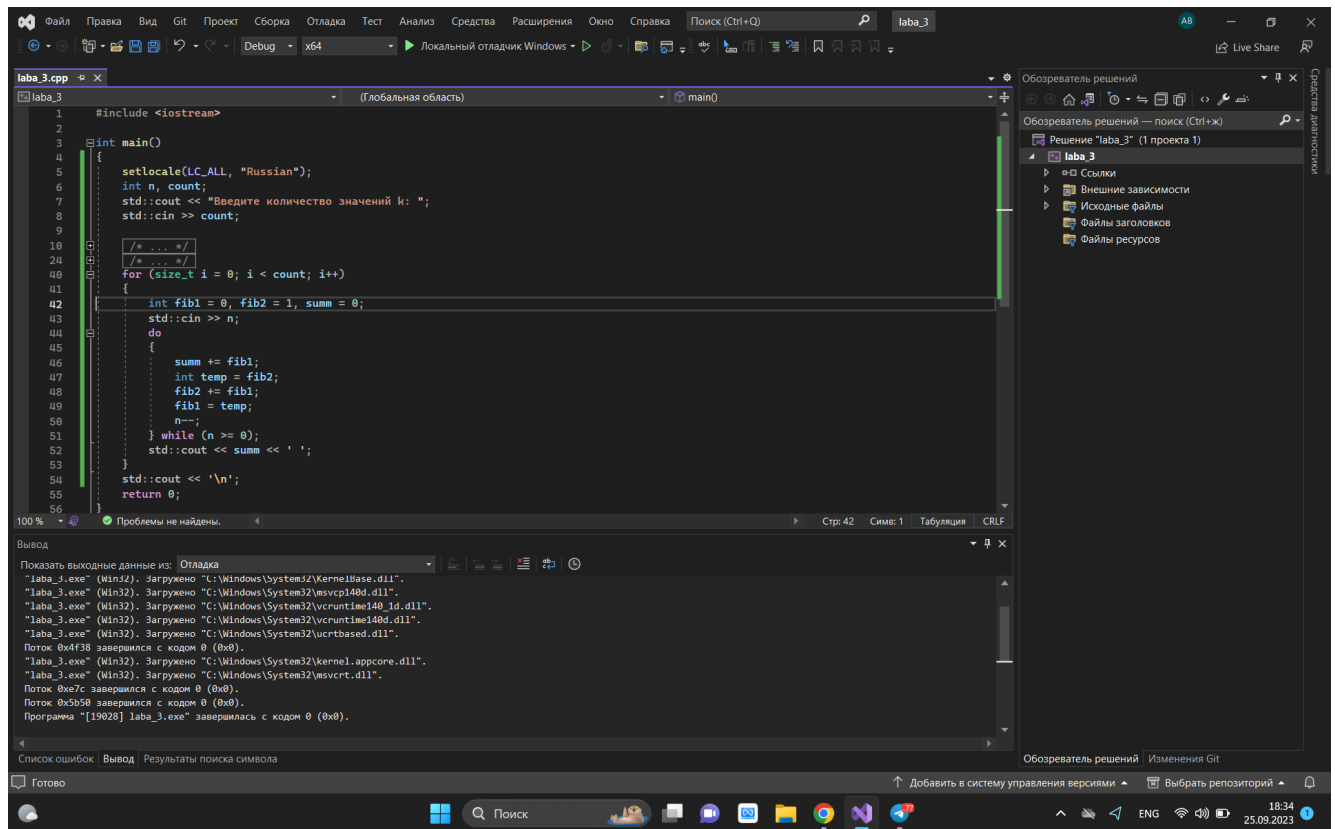 Файл Правка Вид Git Проект Сборка Отладка Тест Анализ Средства Расширения Окно Справка Поиск (Ctrl+Q) laba_3 AB
Debug x64 Локальный отладчик Windows Live Share
laba_3.cpp
laba_3 (Глобальная область) main()
1 #include <iostream>
2
3 int main()
4 {
5 setlocale(LC_ALL, "Russian");
6 int n, count;
7 std::cout << "Введите количество значений k: ";
8 std::cin >> count;
9
10 /* ... */
24 /* ... */
40 for (size_t i = 0; i < count; i++)
41 {
42 int fib1 = 0, fib2 = 1, summ = 0;
43 std::cin >> n;
44 do
45 {
46 summ += fib1;
47 int temp = fib2;
48 fib2 += fib1;
49 fib1 = temp;
50 n--;
51 } while (n >= 0);
52 std::cout << summ << ' ';
53 }
54 std::cout << '\n';
55 return 0;
56 }
100 % Проблемы не найдены. Стр: 42 Симв: 1 Табуляция CRLF
Вывод
Показать выходные данные из: Отладка
"laba_3.exe" (Win32). Загружено "C:\Windows\System32\KernelBase.dll".
"laba_3.exe" (Win32). Загружено "C:\Windows\System32\msvcp140d.dll".
"laba_3.exe" (Win32). Загружено "C:\Windows\System32\vcruntime140_1d.dll".
"laba_3.exe" (Win32). Загружено "C:\Windows\System32\vcruntime140d.dll".
"laba_3.exe" (Win32). Загружено "C:\Windows\System32\ucrtbased.dll".
Поток 0x4f38 завершился с кодом 0 (0x0).
"laba_3.exe" (Win32). Загружено "C:\Windows\System32\kernel.appcore.dll".
"laba_3.exe" (Win32). Загружено "C:\Windows\System32\msvcrt.dll".
Поток 0xe7c завершился с кодом 0 (0x0).
Поток 0x5b50 завершился с кодом 0 (0x0).
Программа "[19028] laba_3.exe" завершилась с кодом 0 (0x0).
Список ошибок Вывод Результаты поиска символа
Обозреватель решений
Обозреватель решений — поиск (Ctrl+ж)
Решение "laba_3" (1 проекта 1)
laba_3
Ссылки
Внешние зависимости
Исходные файлы
Файлы заголовков
Файлы ресурсов
Обозреватель решений Изменения Git
Средства диагностики
Готово Добавить в систему управления версиями Выбрать репозиторий
Поиск ENG 18:34
25.09.2023 1